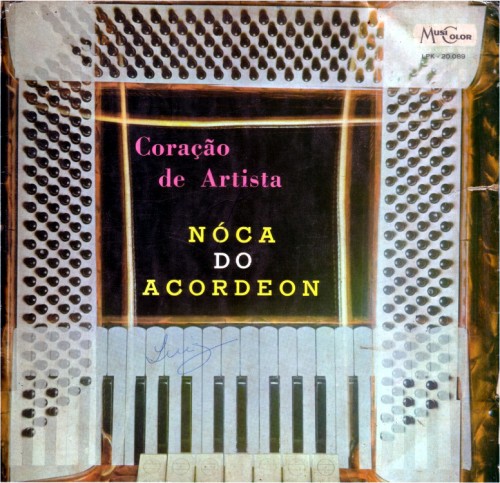 MUSICOLOR
LPK - 20.089
Coração
de Artista
NÓCA
DO
ACORDEON